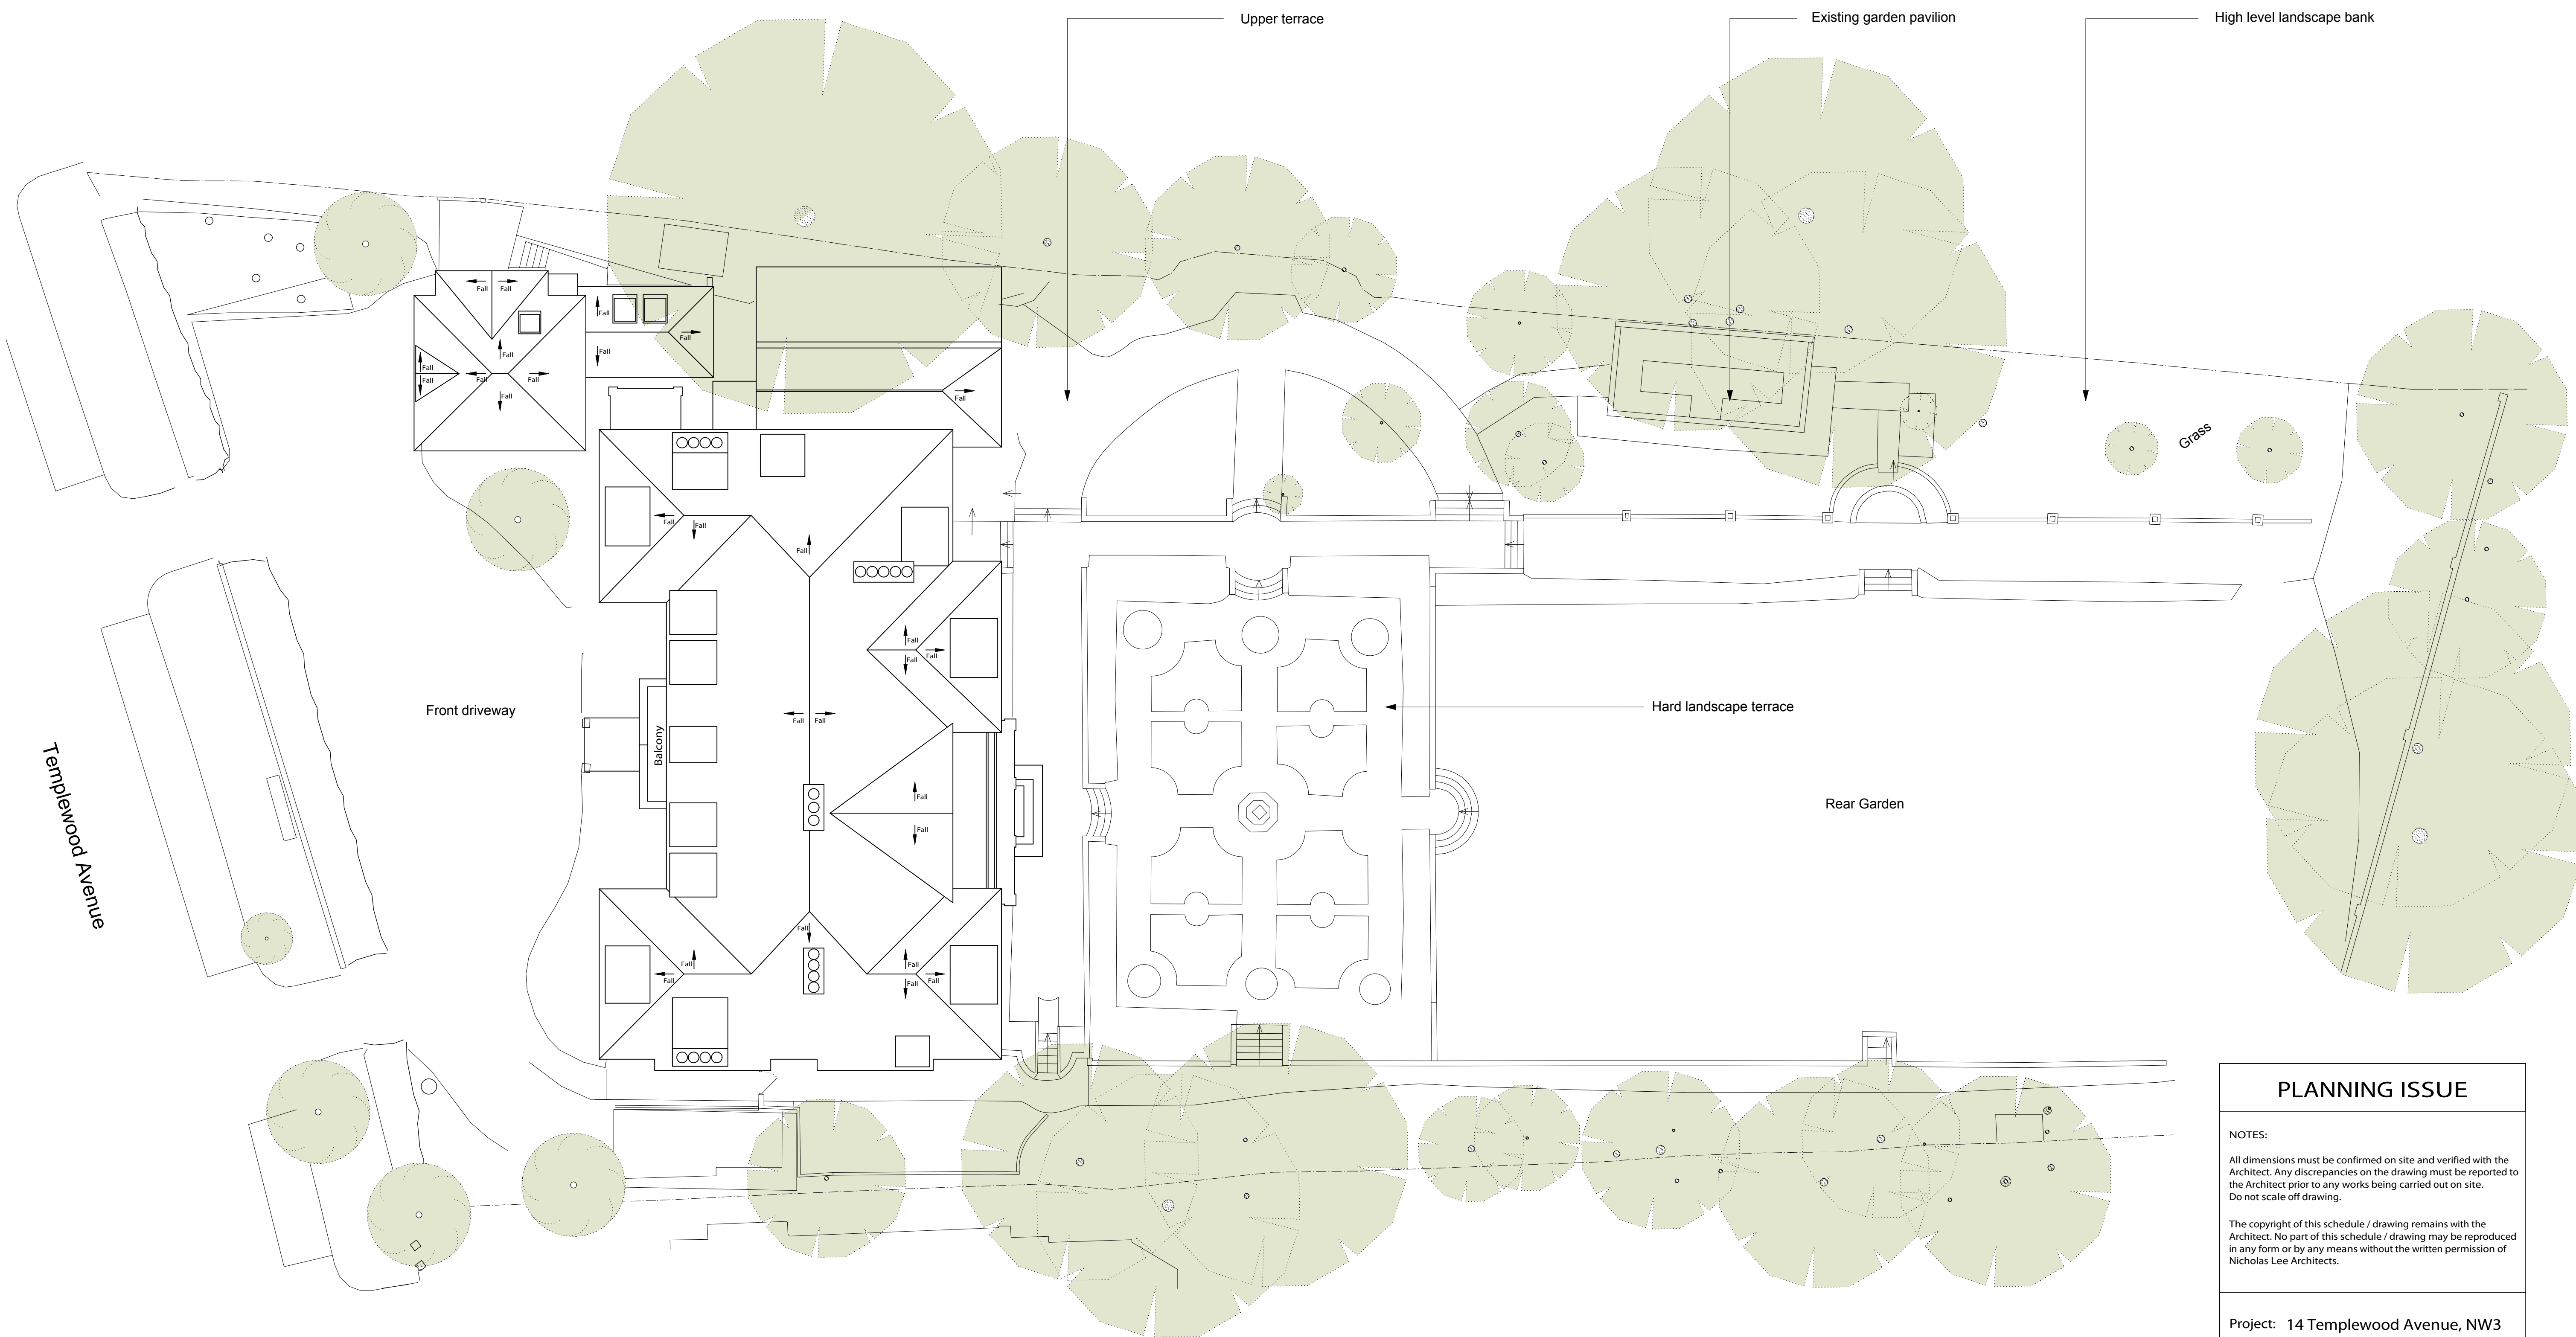 Upper terrace
Existing garden pavilion
High level landscape bank
Fall
Fall
Fall
Fall
Fall
Fall
Fall
Fall
Fall
Fall
Fall
Fall
Fall
Grass
Fall
Fall
Fall
Fall
Fall
Fall
Front driveway
Balcony
Fall
Fall
Hard landscape terrace
Templewood Avenue
Fall
Fall
Rear Garden
Fall
Fall
Fall
Fall
Fall
Fall
PLANNING ISSUE
NOTES:
All dimensions must be confirmed on site and verified with the
Architect. Any discrepancies on the drawing must be reported to
the Architect prior to any works being carried out on site.
Do not scale off drawing.
The copyright of this schedule / drawing remains with the
Architect. No part of this schedule / drawing may be reproduced
in any form or by any means without the written permission of
Nicholas Lee Architects.
Project: 14 Templewood Avenue, NW3